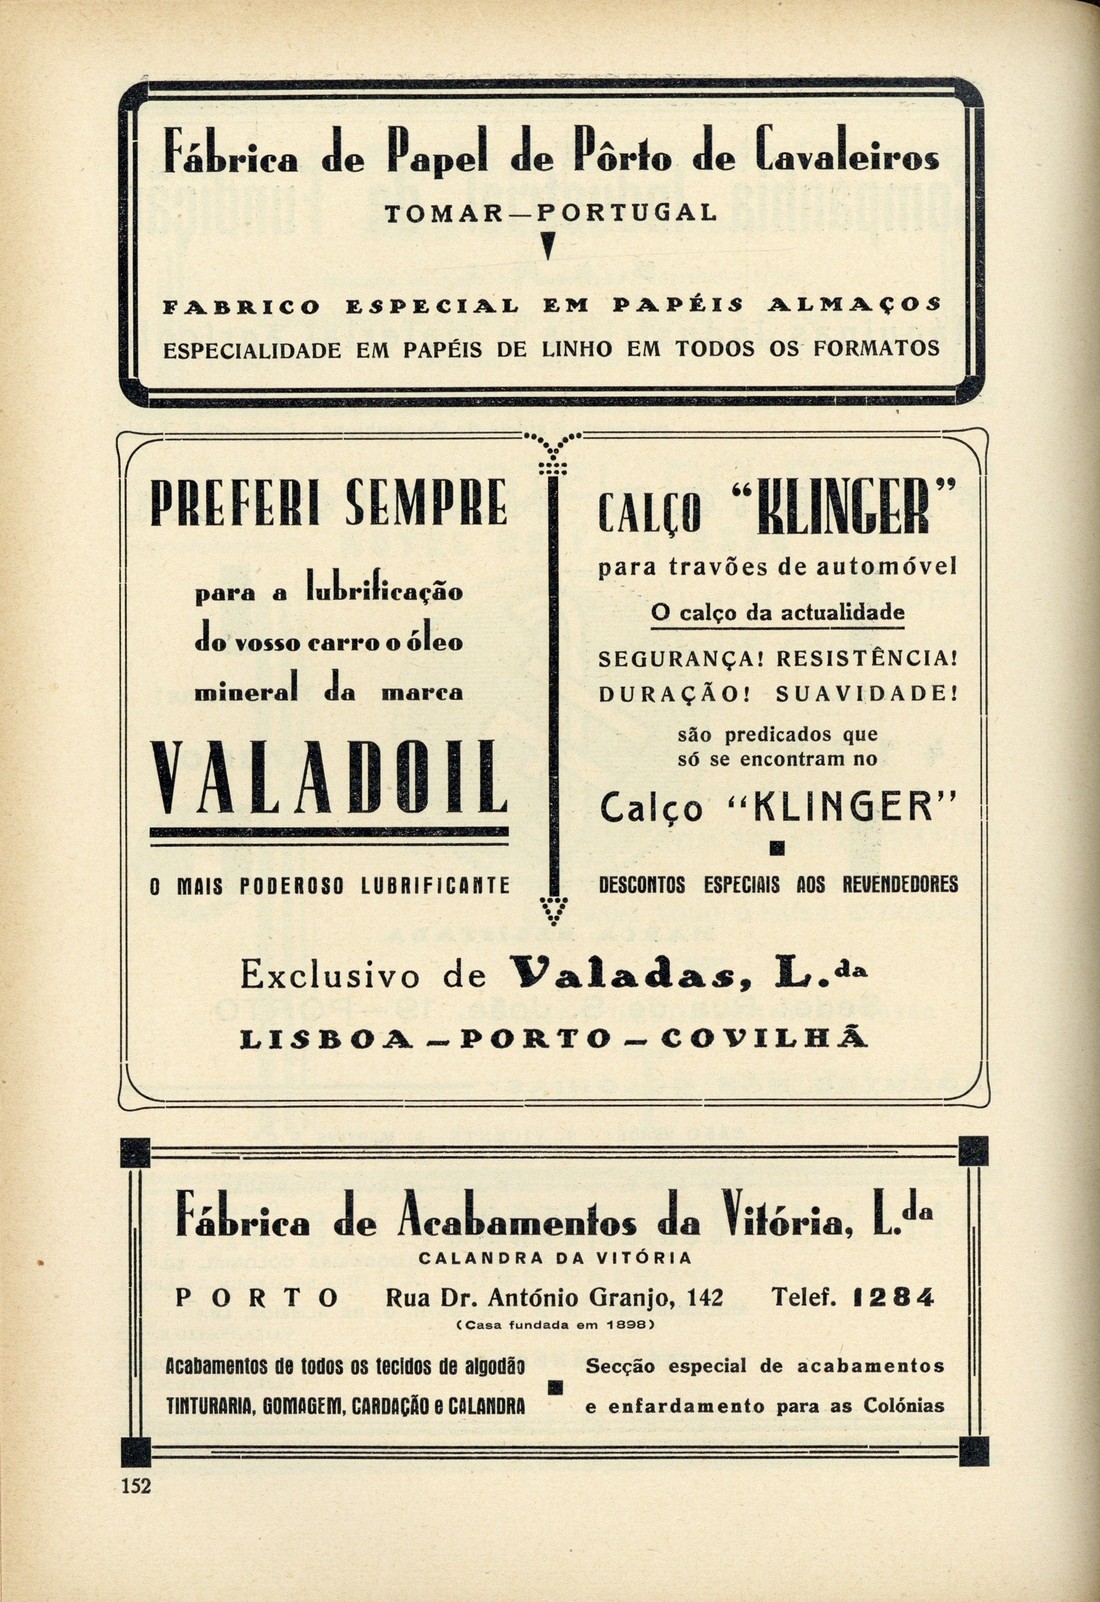 Fábrica de Papel de Pôrto de Cavaleiros
TOMAR—PORTUGAL
FABRICO ESPECIAL EM PAPÉIS ALMAÇOS
ESPECIALIDADE EM PAPÉIS DE LINHO EM TODOS OS FORMATOS
PREFERI SEMPRE
para a lubrificação
do vosso carro o óleo
mineral da marca
VALADOIL
O MAIS PODEROSO LUBRIFICANTE
CALÇO “KLINGER”
para travões de automóvel
O calço da actualidade
SEGURANÇA! RESISTÊNCIA!
DURAÇÃO! SUAVIDADE!
são predicados que
só se encontram no
Calço “KLINGER”
DESCONTOS ESPECIAIS AOS REVENDEDORES
Exclusivo de Valadas, L.da
LISBOA—PORTO—COVILHÃ
Fábrica de Acabamentos da Vitória, L.da
CALANDRA DA VITÓRIA
PORTO Rua Dr. António Granjo, 142 Telef. 1284
(Casa fundada em 1898)
Acabamentos de todos os tecidos de algodão
TINTURARIA, GOMAGEM, CARDAÇÃO e CALANDRA
Secção especial de acabamentos
e enfardamento para as Colónias
152